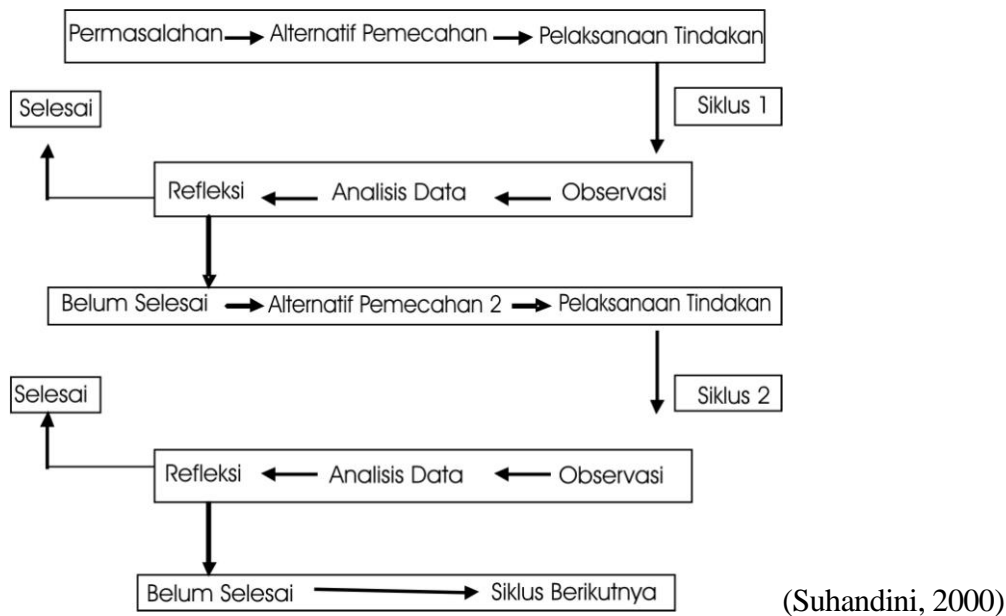 Permasalahan Alternatif Pemecahan Pelaksanaan Tindakan
Siklus 1
Selesai
Refleksi Analisis Data Observasi
Belum Selesai Alternatif Pemecahan 2 Pelaksanaan Tindakan
Siklus 2
Selesai
Refleksi Analisis Data Observasi
Belum Selesai Siklus Berikutnya
(Suhandini, 2000)